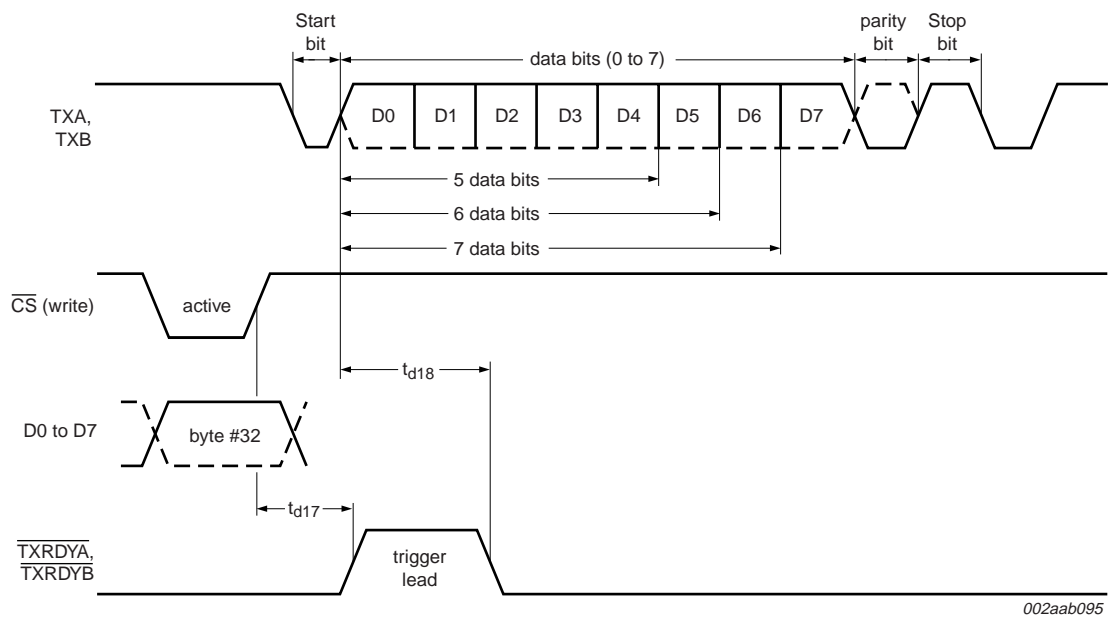 Start bit
parity bit
Stop bit
data bits (0 to 7)
TXA, TXB
D0 D1 D2 D3 D4 D5 D6 D7
5 data bits
6 data bits
7 data bits
CS (write)
active
td18
D0 to D7
byte #32
td17
TXRDYA,
TXRDYB
trigger
lead
002aab095